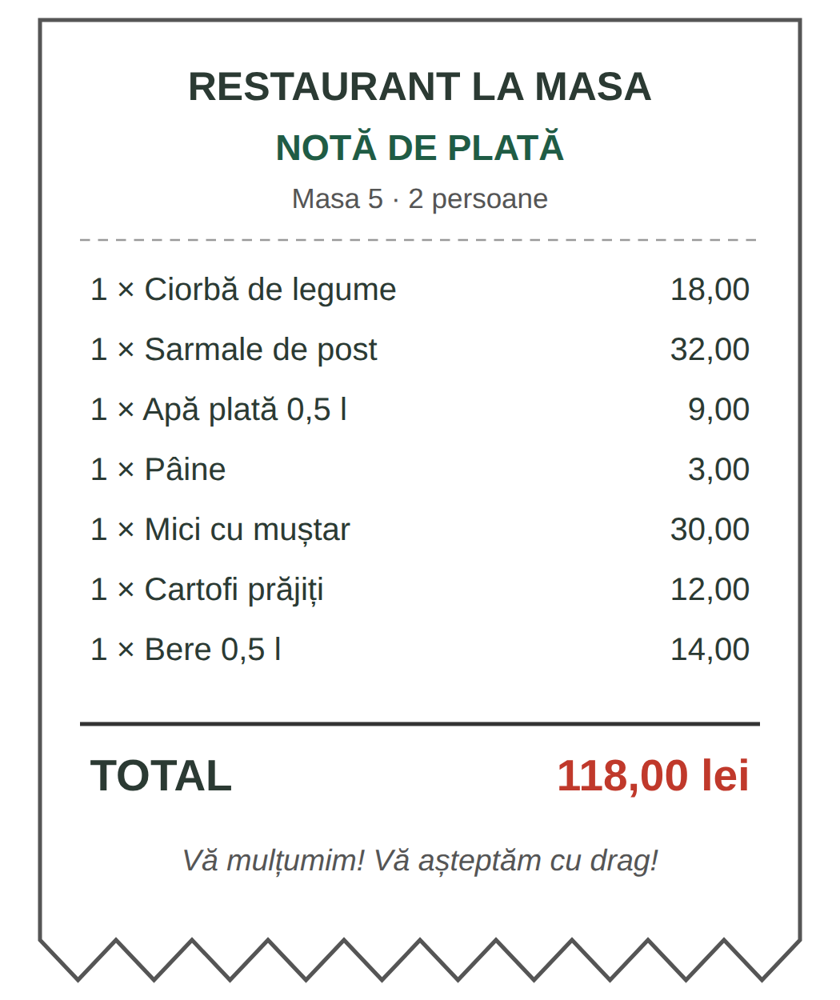 RESTAURANT LA MASA
NOTĂ DE PLATĂ
Masa 5 · 2 persoane
1 × Ciorbă de legume 18,00
1 × Sarmale de post 32,00
1 × Apă plată 0,5 l 9,00
1 × Pâine 3,00
1 × Mici cu muștar 30,00
1 × Cartofi prăjiți 12,00
1 × Bere 0,5 l 14,00
TOTAL 118,00 lei
Vă mulțumim! Vă așteptăm cu drag!